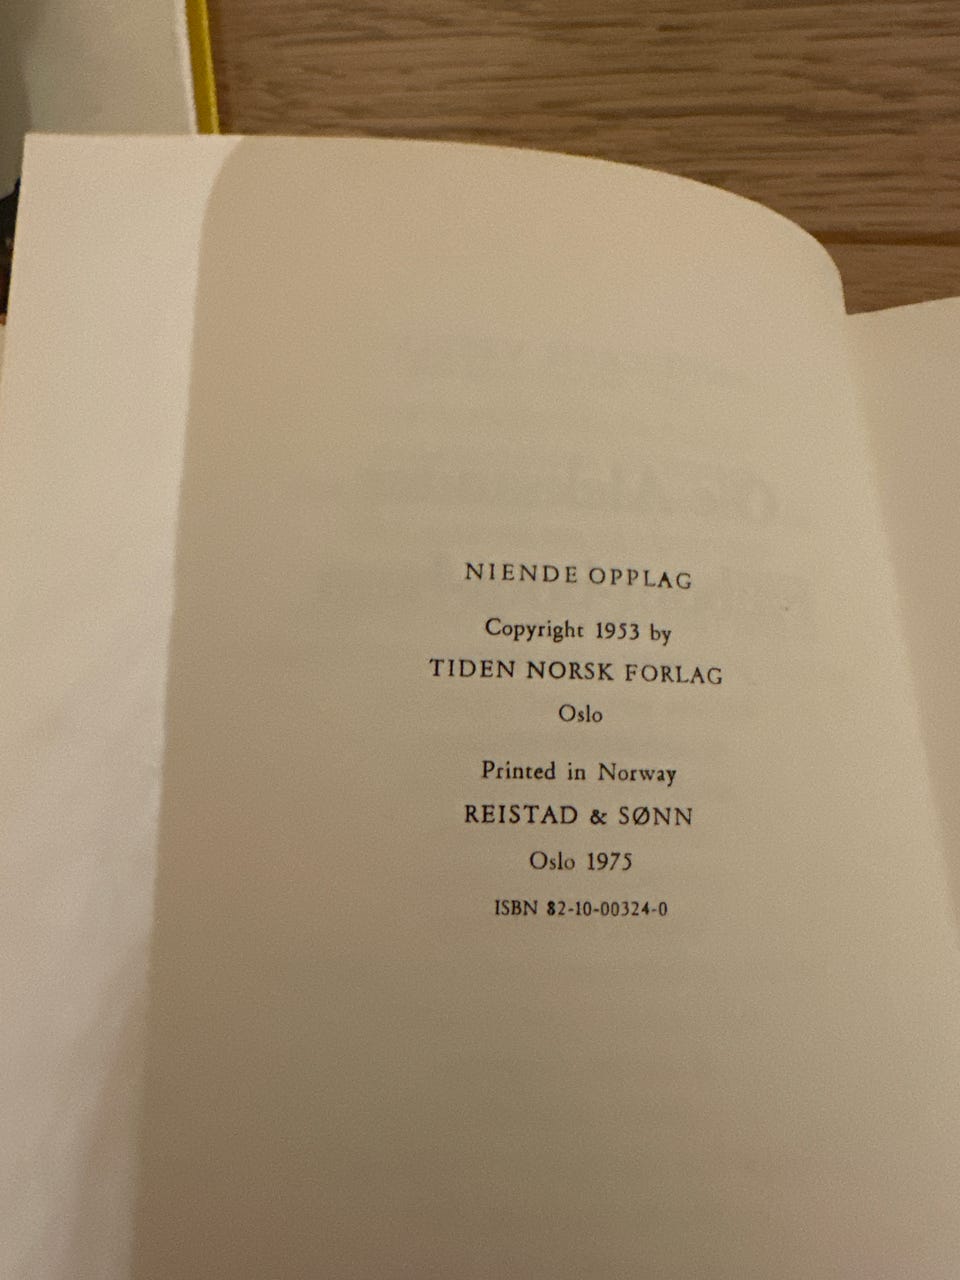 NIENDE OPPLAG
Copyright 1953 by
TIDEN NORSK FORLAG
Oslo
Printed in Norway
REISTAD & SØNN
Oslo 1975
ISBN 82-10-00324-0